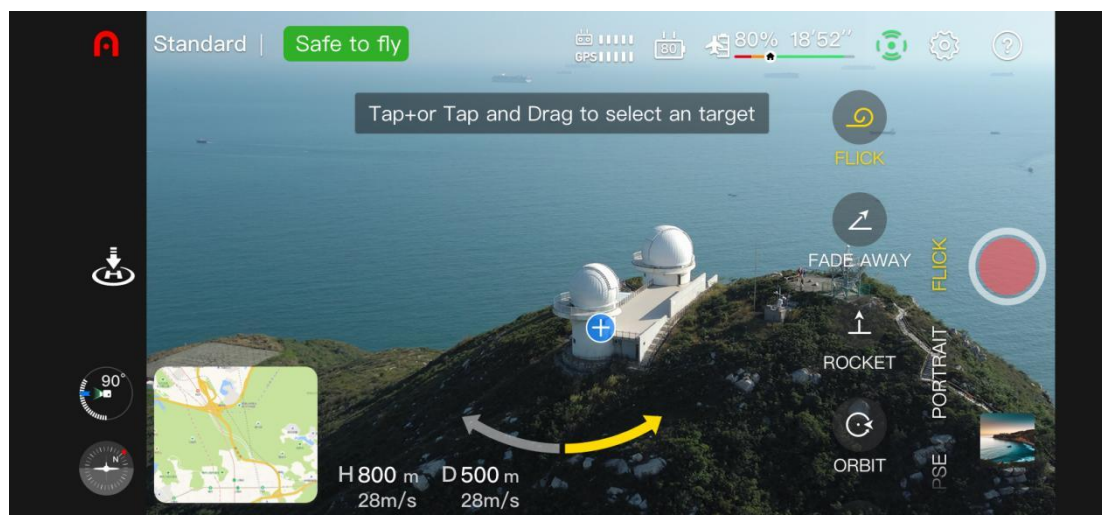 Standard | Safe to fly
GPS
80
80% 18'52''
?
Tap+or Tap and Drag to select an target
FLICK
FADE AWAY
ROCKET
ORBIT
FLICK
PORTRAIT
PSE
90°
N
H 800 m D 500 m
28m/s 28m/s